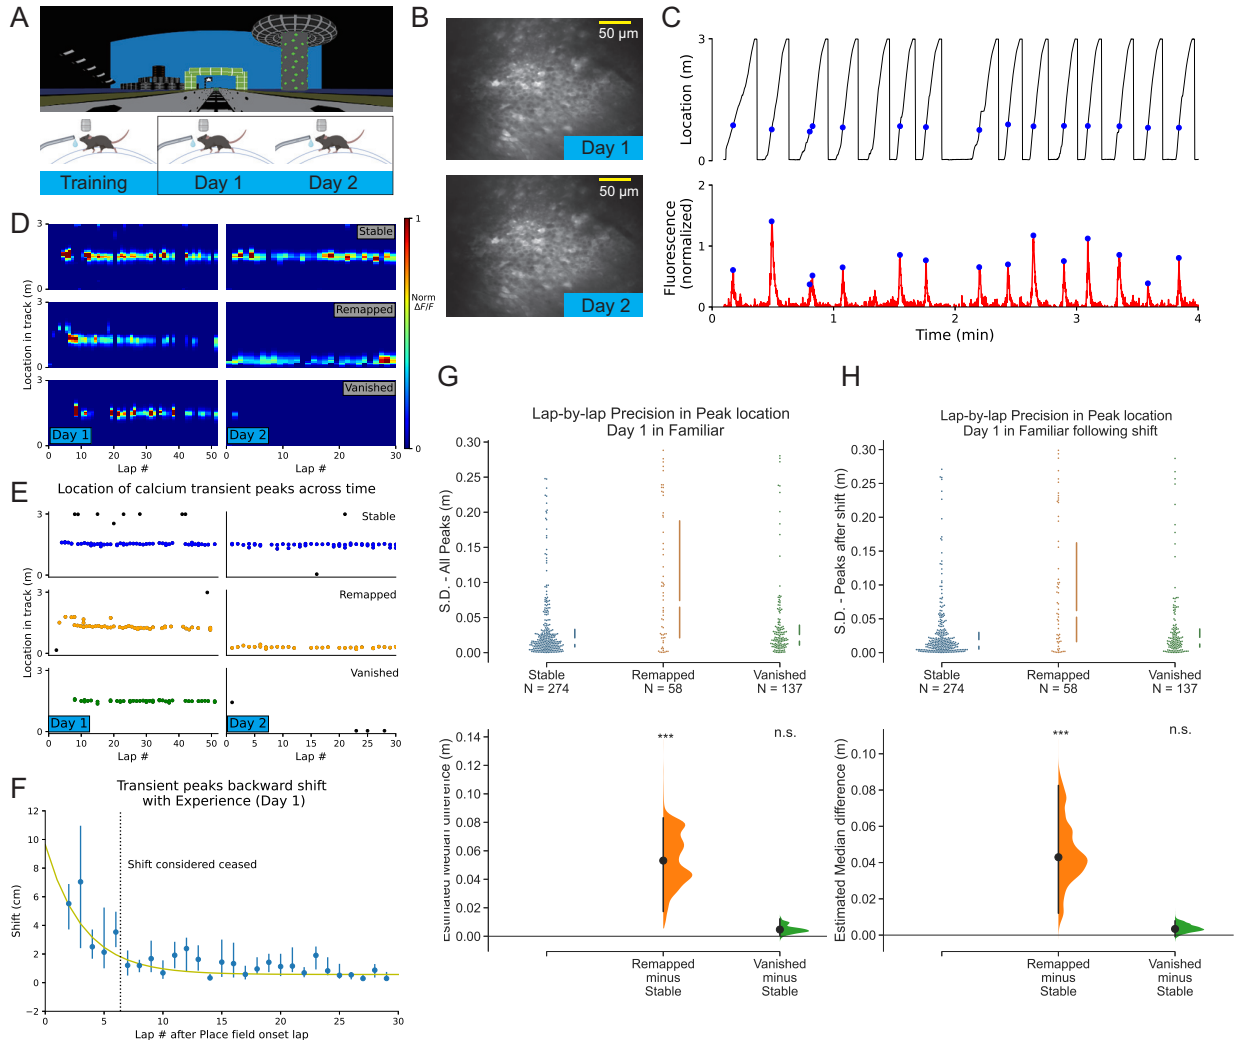 A
Training
Day 1
Day 2
B
50 µm
Day 1
50 µm
Day 2
C
Location (m)
3
0
Fluorescence
(normalized)
2
1
0
0
1
2
3
4
Time (min)
D
Location in track (m)
3
0
Stable
3
0
Remapped
3
0
Vanished
Day 1
Day 2
0
10
20
30
40
50
Lap #
0
5
10
15
20
25
30
Lap #
1
Norm
ΔF/F
0
E
Location of calcium transient peaks across time
Location in track (m)
3
0
Stable
3
0
Remapped
3
0
Vanished
Day 1
Day 2
0
10
20
30
40
50
Lap #
0
5
10
15
20
25
30
Lap #
F
Transient peaks backward shift
with Experience (Day 1)
Shift (cm)
12
10
8
6
4
2
0
−2
Shift considered ceased
0
5
10
15
20
25
30
Lap # after Place field onset lap
G
Lap-by-lap Precision in Peak location
Day 1 in Familiar
S.D. - All Peaks (m)
0.30
0.25
0.20
0.15
0.10
0.05
0.00
Stable
N = 274
Remapped
N = 58
Vanished
N = 137
Estimated Median difference (m)
0.14
0.12
0.10
0.08
0.06
0.04
0.02
0.00
***
n.s.
Remapped
minus
Stable
Vanished
minus
Stable
H
Lap-by-lap Precision in Peak location
Day 1 in Familiar following shift
S.D. - Peaks after shift (m)
0.30
0.25
0.20
0.15
0.10
0.05
0.00
Stable
N = 274
Remapped
N = 58
Vanished
N = 137
Estimated Median difference (m)
0.10
0.08
0.06
0.04
0.02
0.00
***
n.s.
Remapped
minus
Stable
Vanished
minus
Stable